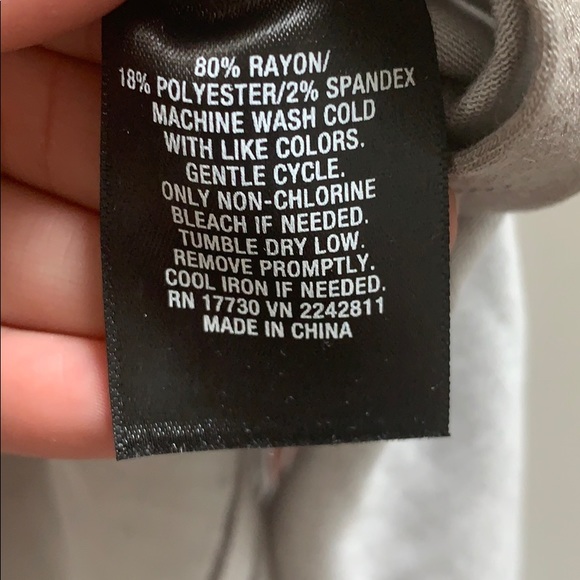 80% RAYON/
18% POLYESTER/2% SPANDEX
MACHINE WASH COLD
WITH LIKE COLORS.
GENTLE CYCLE.
ONLY NON-CHLORINE
BLEACH IF NEEDED.
TUMBLE DRY LOW.
REMOVE PROMPTLY.
COOL IRON IF NEEDED.
RN 17730 VN 2242811
MADE IN CHINA